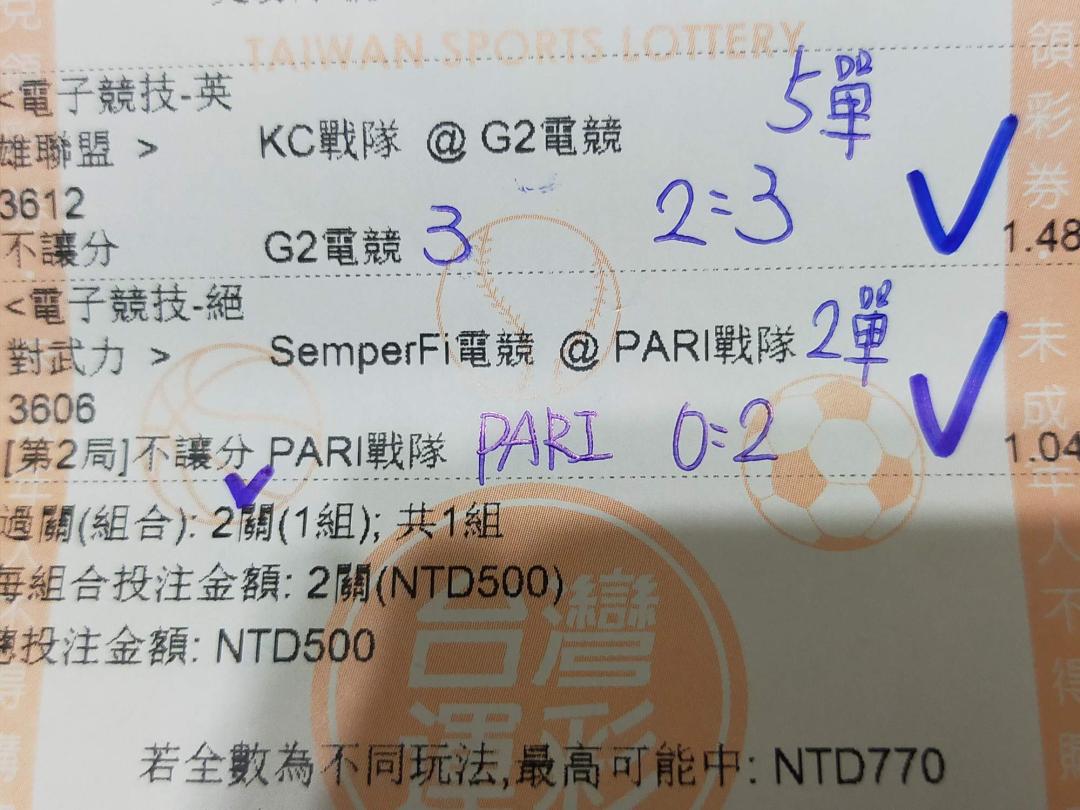 TAIWAN SPORTS LOTTERY
5單
<電子競技-英
雄聯盟 > KC戰隊 @ G2電競
3612 2:3
不讓分 G2電競 3 1.48
<電子競技-絕
對武力 > SemperFi電競 @ PARI戰隊 2單
3606
[第2局]不讓分 PARI戰隊 PARI 0:2 1.04
過關(組合): 2關(1組); 共1組
每組合投注金額: 2關(NTD500)
總投注金額: NTD500
若全數為不同玩法,最高可能中: NTD770
台灣
運彩
領彩券·未成年人不得購